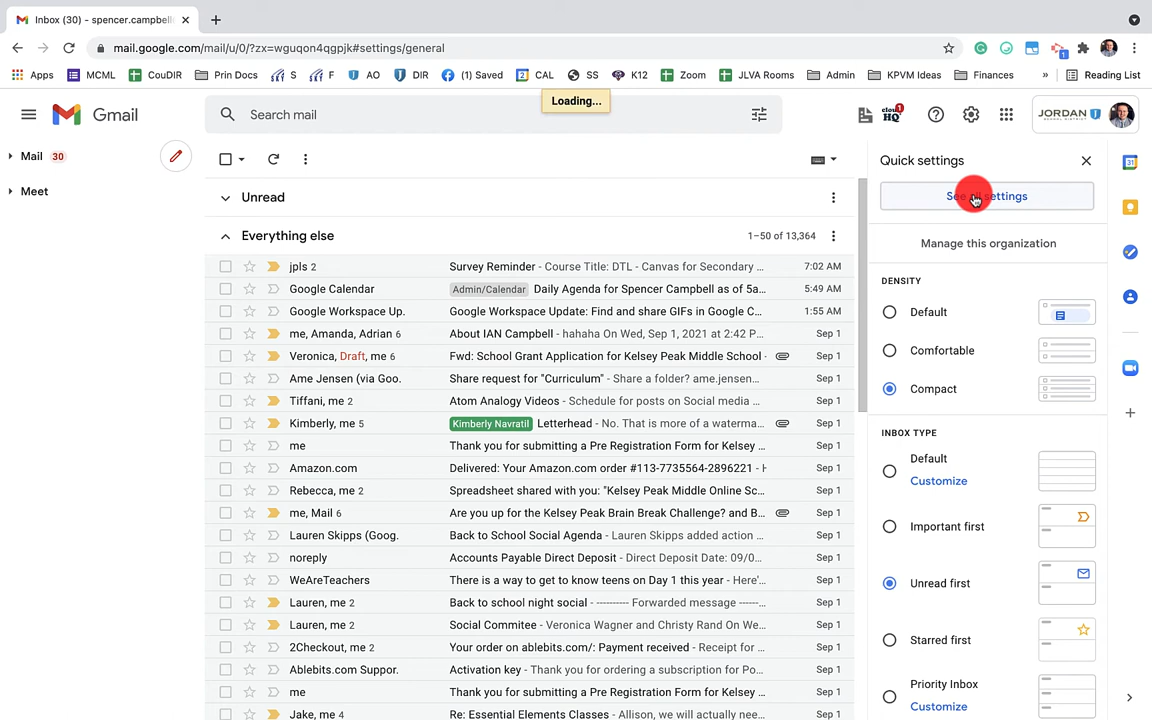 Inbox (30) - spencer.campbell
mail.google.com/mail/u/0/?zx=wguqon4qgpjk#settings/general
Apps MCML CouDIR Prin Docs S F AO DIR (1) Saved CAL SS K12 Zoom JLVA Rooms Admin KPVM Ideas Finances » Reading List
1
Gmail
Search mail
Loading...
cloud HQ 1
JORDAN
SCHOOL DISTRICT
Mail 30
Meet
Unread
Everything else 1–50 of 13,364
jpls 2 Survey Reminder - Course Title: DTL - Canvas for Secondary ... 7:02 AM
Google Calendar Admin/Calendar Daily Agenda for Spencer Campbell as of 5a... 5:49 AM
Google Workspace Up. Google Workspace Update: Find and share GIFs in Google C... 1:55 AM
me, Amanda, Adrian 6 About IAN Campbell - hahaha On Wed, Sep 1, 2021 at 2:42 P... Sep 1
Veronica, Draft, me 6 Fwd: School Grant Application for Kelsey Peak Middle School - Sep 1
Ame Jensen (via Goo. Share request for "Curriculum" - Share a folder? ame.jensen... Sep 1
Tiffani, me 2 Atom Analogy Videos - Schedule for posts on Social media ... Sep 1
Kimberly, me 5 Kimberly Navratil Letterhead - No. That is more of a waterma... Sep 1
me Thank you for submitting a Pre Registration Form for Kelsey ... Sep 1
Amazon.com Delivered: Your Amazon.com order #113-7735564-2896221 - H Sep 1
Rebecca, me 2 Spreadsheet shared with you: "Kelsey Peak Middle Online Sc... Sep 1
me, Mail 6 Are you up for the Kelsey Peak Brain Break Challenge? and B... Sep 1
Lauren Skipps (Goog. Back to School Social Agenda - Lauren Skipps added action ... Sep 1
noreply Accounts Payable Direct Deposit - Direct Deposit Date: 09/0... Sep 1
WeAreTeachers There is a way to get to know teens on Day 1 this year - Here'... Sep 1
Lauren, me 2 Back to school night social - ---------- Forwarded message ------... Sep 1
Lauren, me 2 Social Commitee - Veronica Wagner and Christy Rand On We... Sep 1
2Checkout, me 2 Your order on ablebits.com/: Payment received - Receipt for ... Sep 1
Ablebits.com Suppor. Activation key - Thank you for ordering a subscription for Po... Sep 1
me Thank you for submitting a Pre Registration Form for Kelsey ... Sep 1
Jake, me 4 Re: Essential Elements Classes - Allison, we will actually nee... Sep 1
Quick settings
See all settings
Manage this organization
DENSITY
Default
Comfortable
Compact
INBOX TYPE
Default
Customize
Important first
Unread first
Starred first
Priority Inbox
Customize
31